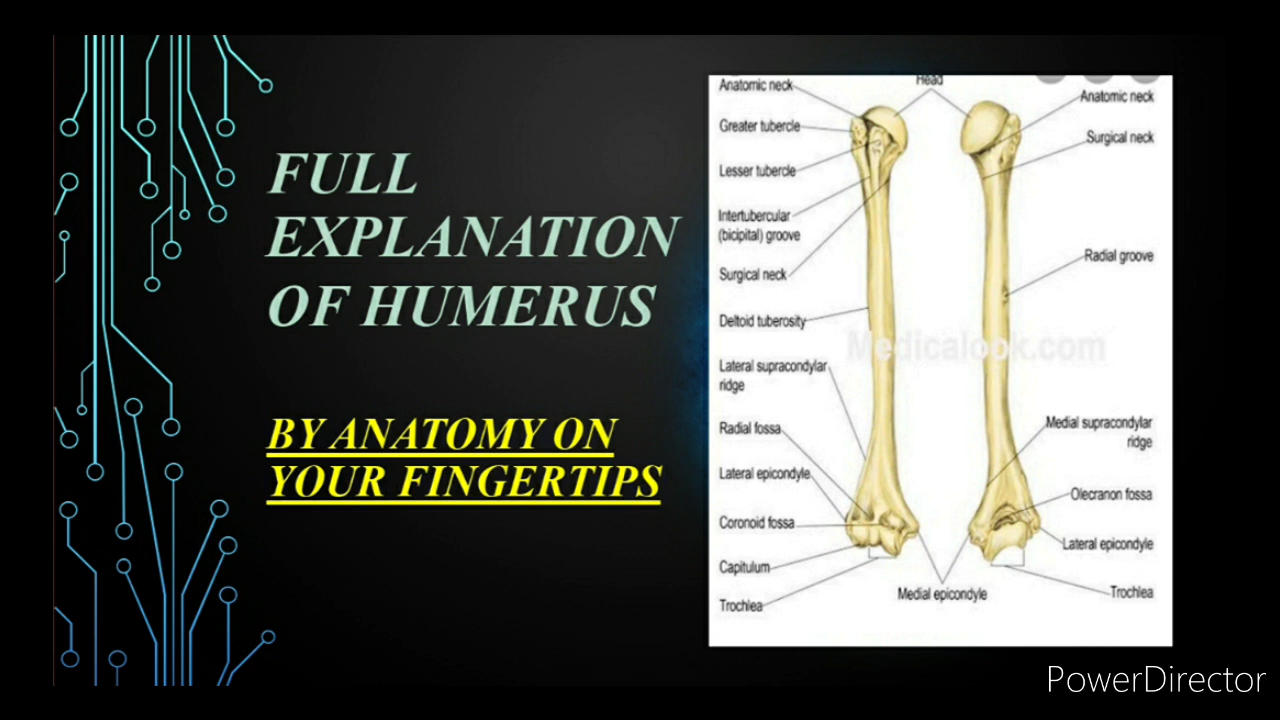 FULL
EXPLANATION
OF HUMERUS
BY ANATOMY ON
YOUR FINGERTIPS
Head
Anatomic neck
Greater tubercle
Lesser tubercle
Intertubercular
(bicipital) groove
Surgical neck
Deltoid tuberosity
Lateral supracondylar
ridge
Radial fossa
Lateral epicondyle
Coronoid fossa
Capitulum
Trochlea
Medial epicondyle
Anatomic neck
Surgical neck
Radial groove
Medial supracondylar
ridge
Olecranon fossa
Lateral epicondyle
Trochlea
Medicalook.com
PowerDirector